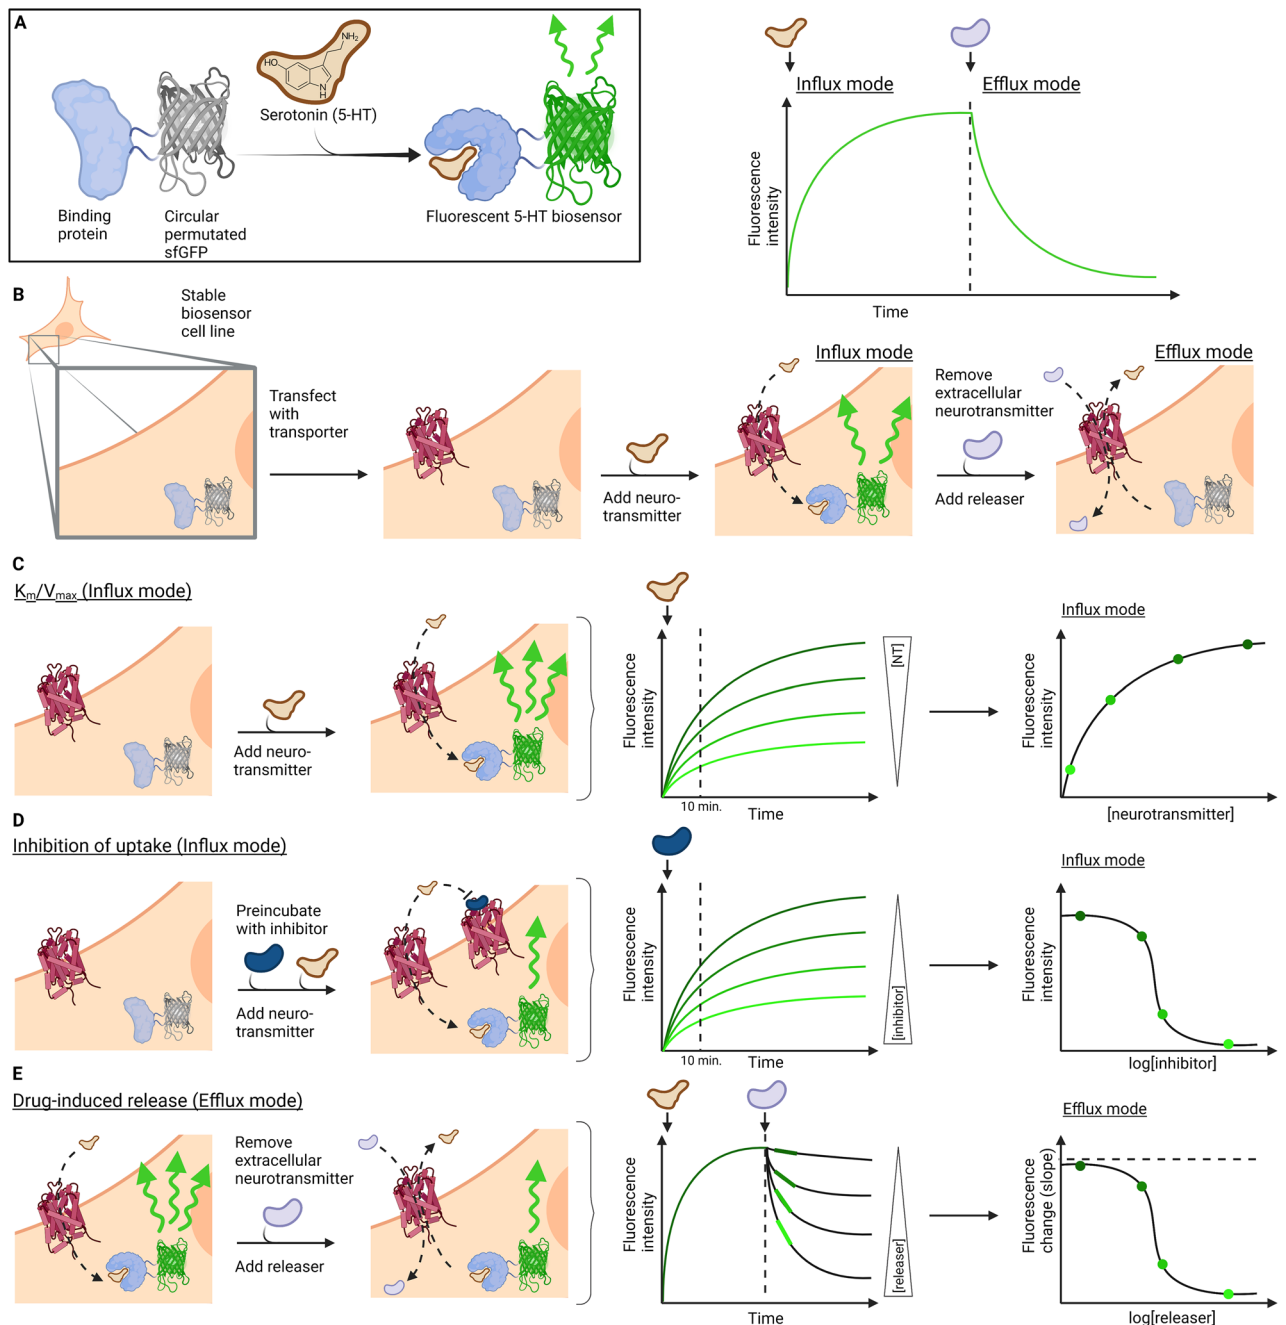 A
HO
NH₂
N
H
Serotonin (5-HT)
Binding
protein
Circular
permutated
sfGFP
Fluorescent 5-HT biosensor
Influx mode
Efflux mode
Fluorescence
intensity
Time
B
Stable
biosensor
cell line
Transfect
with
transporter
Add neuro-
transmitter
Influx mode
Remove
extracellular
neurotransmitter
Add releaser
Efflux mode
C
Km/Vmax (Influx mode)
Add neuro-
transmitter
Fluorescence
intensity
10 min.
Time
[NT]
Influx mode
Fluorescence
intensity
[neurotransmitter]
D
Inhibition of uptake (Influx mode)
Preincubate
with inhibitor
Add neuro-
transmitter
Fluorescence
intensity
10 min.
Time
[inhibitor]
Influx mode
Fluorescence
intensity
log[inhibitor]
E
Drug-induced release (Efflux mode)
Remove
extracellular
neurotransmitter
Add releaser
Fluorescence
intensity
Time
[releaser]
Efflux mode
Fluorescence
change (slope)
log[releaser]